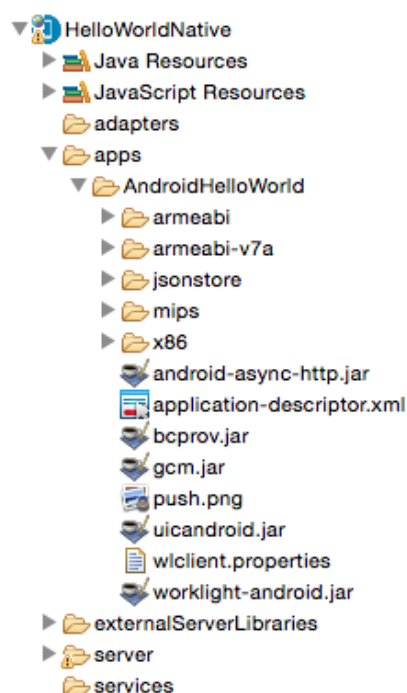 HelloWorldNative
Java Resources
JavaScript Resources
adapters
apps
AndroidHelloWorld
armeabi
armeabi-v7a
jsonstore
mips
x86
android-async-http.jar
application-descriptor.xml
bcprov.jar
gcm.jar
push.png
uicandroid.jar
wlclient.properties
worklight-android.jar
externalServerLibraries
server
services